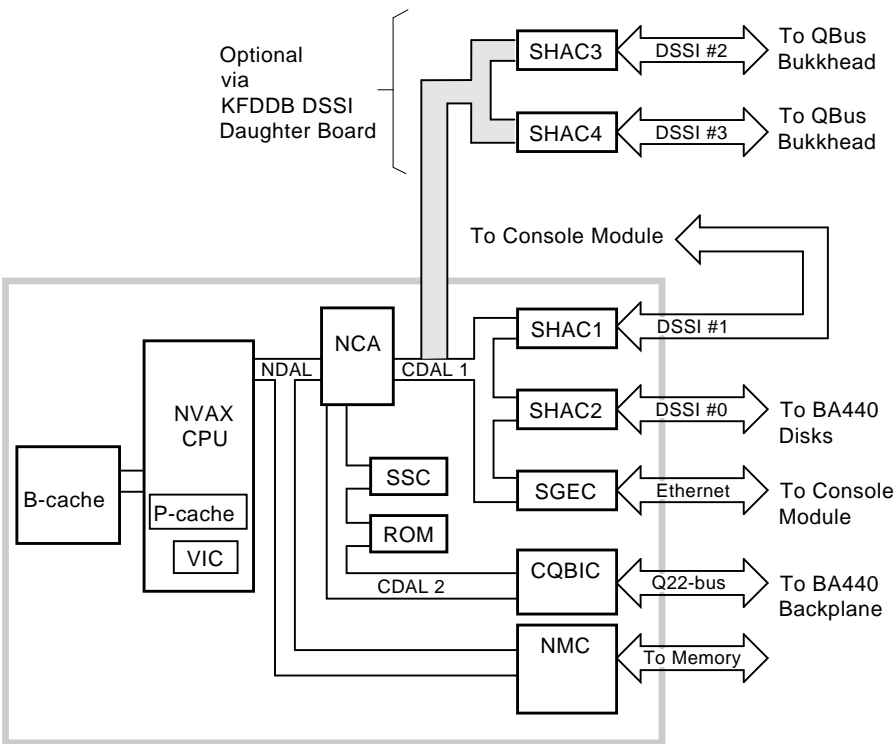 Optional
via
KFDDB DSSI
Daughter Board
SHAC3
DSSI #2
To QBus
Bukkhead
SHAC4
DSSI #3
To QBus
Bukkhead
To Console Module
NCA
SHAC1
DSSI #1
NDAL
CDAL 1
NVAX
CPU
SHAC2
DSSI #0
To BA440
Disks
B-cache
P-cache
VIC
SSC
SGEC
Ethernet
To Console
Module
ROM
CDAL 2
CQBIC
Q22-bus
To BA440
Backplane
NMC
To Memory